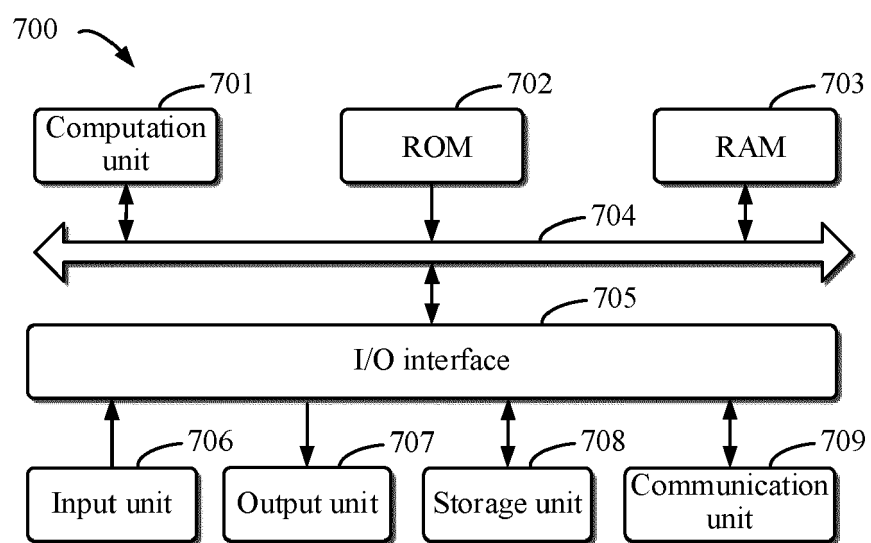 700
701
702
703
Computation
unit
ROM
RAM
704
705
I/O interface
706
707
708
709
Input unit
Output unit
Storage unit
Communication
unit